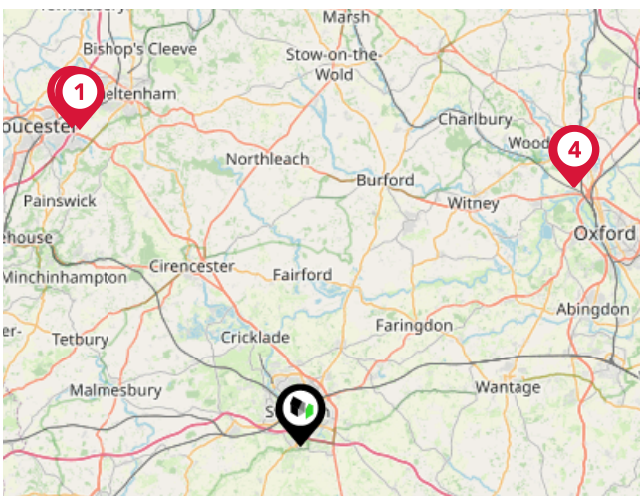 Marsh
Bishop's Cleeve
Stow-on-the-
Wold
1
eltenham
oucester
Charlbury
Wood
4
Northleach
Burford
Witney
Painswick
Oxford
ehouse
Cirencester
Fairford
Minchinhampton
Abingdon
er-
Tetbury
Cricklade
Faringdon
Malmesbury
Wantage
S